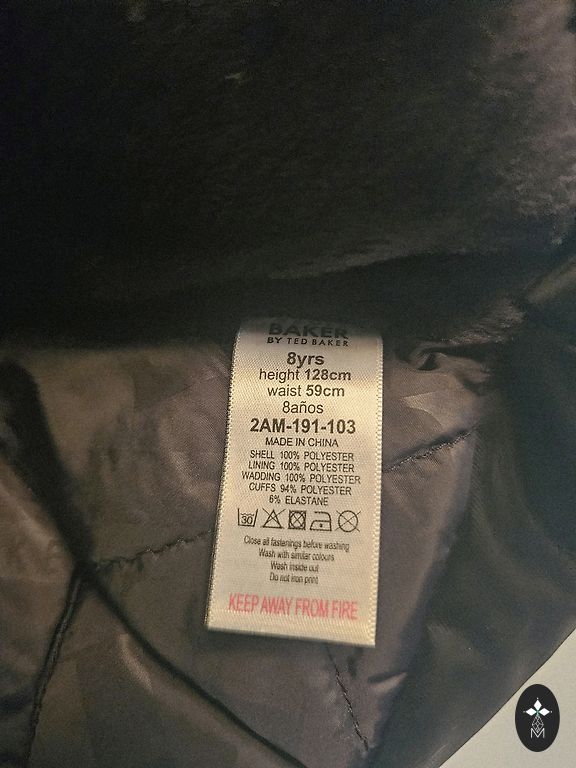 BAKER
BY TED BAKER
8yrs
height 128cm
waist 59cm
8años
2AM-191-103
MADE IN CHINA
SHELL 100% POLYESTER
LINING 100% POLYESTER
WADDING 100% POLYESTER
CUFFS 94% POLYESTER
6% ELASTANE
30
Close all fastenings before washing
Wash with similar colours
Wash inside out
Do not iron print
KEEP AWAY FROM FIRE
M